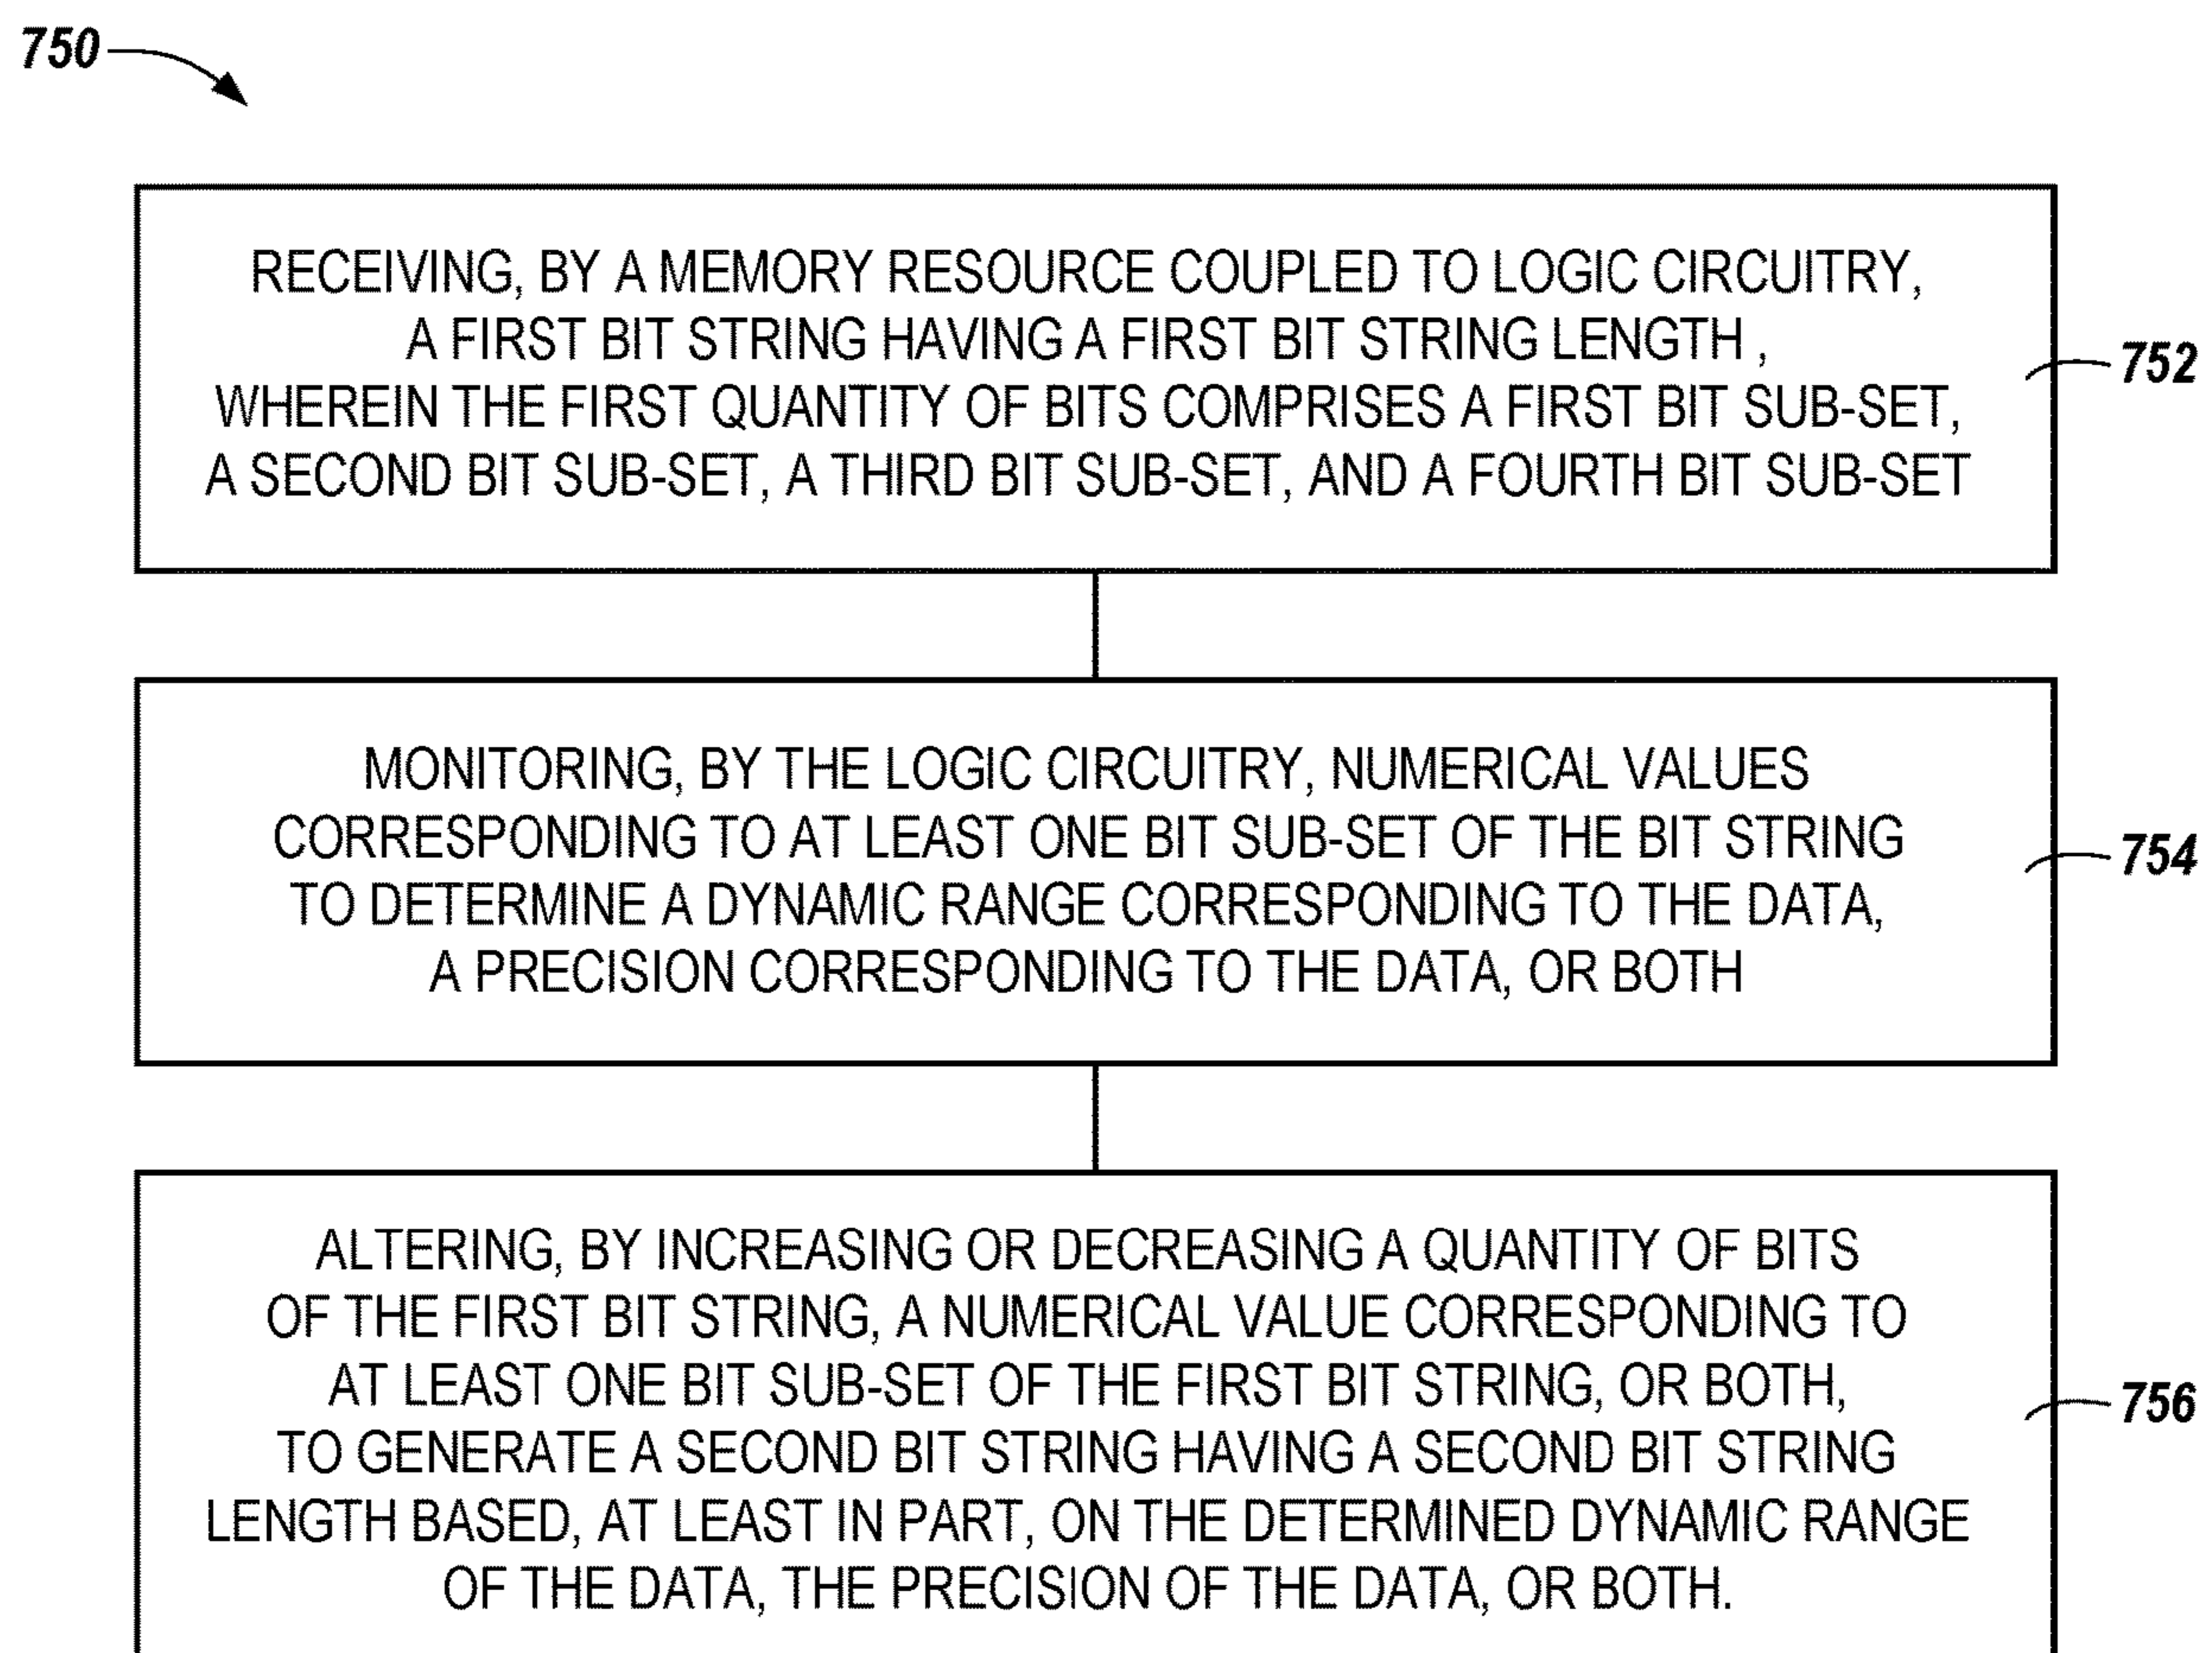 750
RECEIVING, BY A MEMORY RESOURCE COUPLED TO LOGIC CIRCUITRY,
A FIRST BIT STRING HAVING A FIRST BIT STRING LENGTH ,
WHEREIN THE FIRST QUANTITY OF BITS COMPRISES A FIRST BIT SUB-SET,
A SECOND BIT SUB-SET, A THIRD BIT SUB-SET, AND A FOURTH BIT SUB-SET
752
MONITORING, BY THE LOGIC CIRCUITRY, NUMERICAL VALUES
CORRESPONDING TO AT LEAST ONE BIT SUB-SET OF THE BIT STRING
TO DETERMINE A DYNAMIC RANGE CORRESPONDING TO THE DATA,
A PRECISION CORRESPONDING TO THE DATA, OR BOTH
754
ALTERING, BY INCREASING OR DECREASING A QUANTITY OF BITS
OF THE FIRST BIT STRING, A NUMERICAL VALUE CORRESPONDING TO
AT LEAST ONE BIT SUB-SET OF THE FIRST BIT STRING, OR BOTH,
TO GENERATE A SECOND BIT STRING HAVING A SECOND BIT STRING
LENGTH BASED, AT LEAST IN PART, ON THE DETERMINED DYNAMIC RANGE
OF THE DATA, THE PRECISION OF THE DATA, OR BOTH.
756